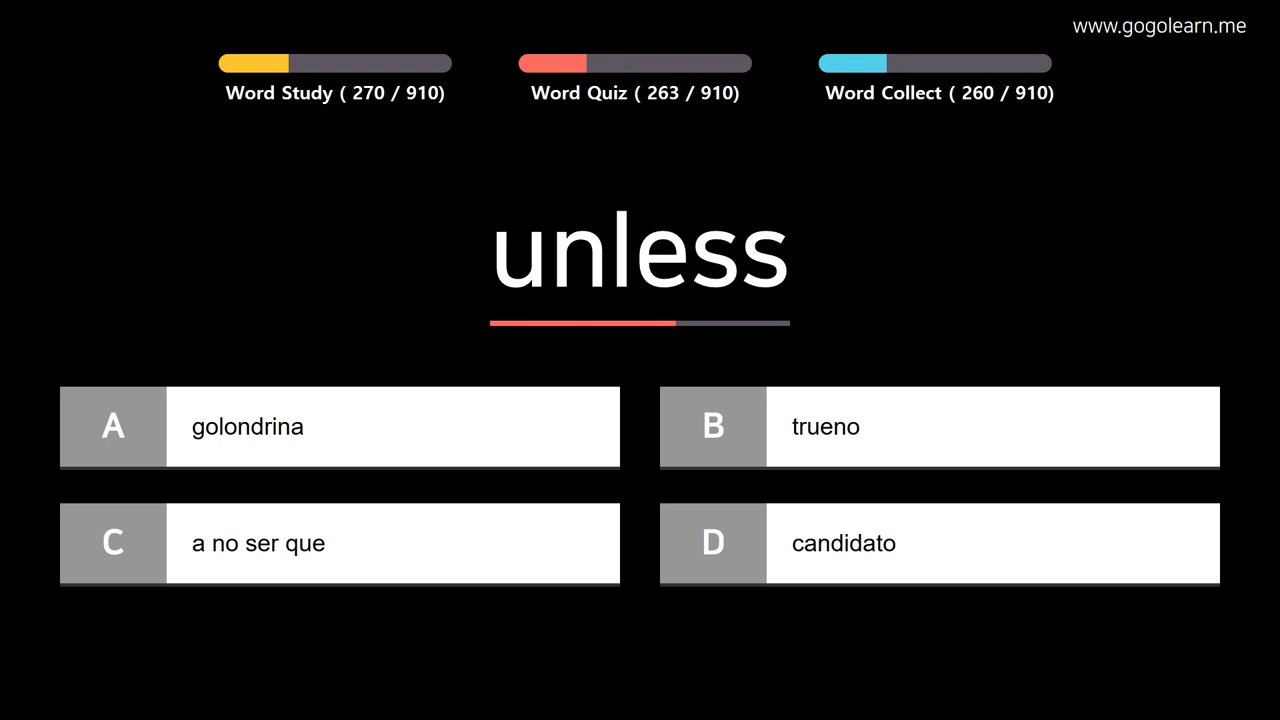 www.gogolearn.me
Word Study ( 270 / 910)
Word Quiz ( 263 / 910)
Word Collect ( 260 / 910)
unless
A golondrina
B trueno
C a no ser que
D candidato